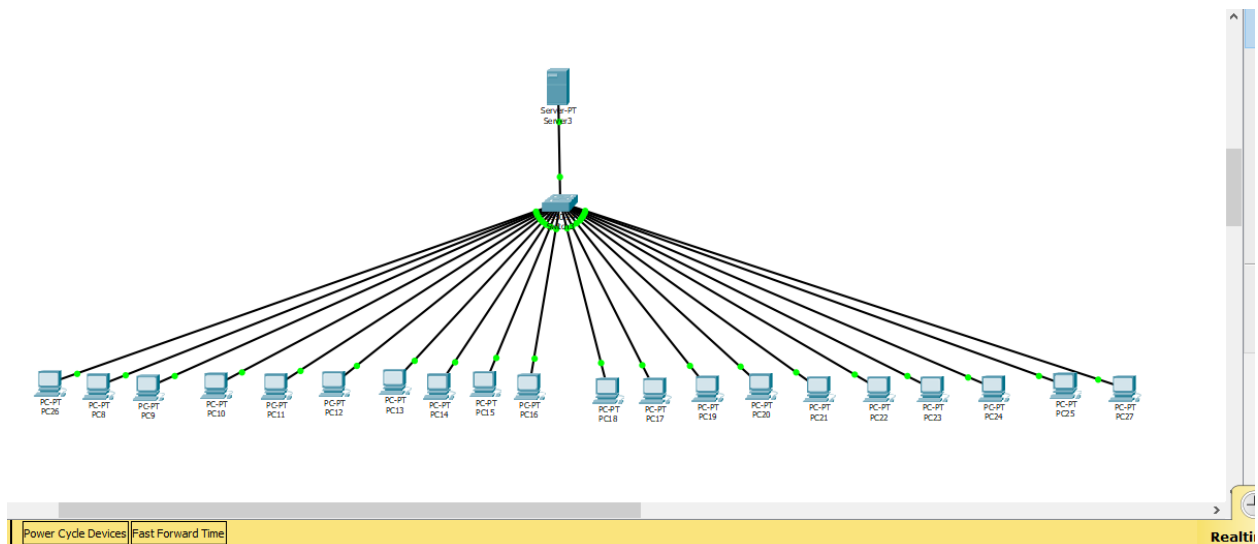 Server-PT
Server3
PC-PT
PC26
PC-PT
PC8
PC-PT
PC9
PC-PT
PC10
PC-PT
PC11
PC-PT
PC12
PC-PT
PC13
PC-PT
PC14
PC-PT
PC15
PC-PT
PC16
PC-PT
PC18
PC-PT
PC17
PC-PT
PC19
PC-PT
PC20
PC-PT
PC21
PC-PT
PC22
PC-PT
PC23
PC-PT
PC24
PC-PT
PC25
PC-PT
PC27
Power Cycle Devices Fast Forward Time